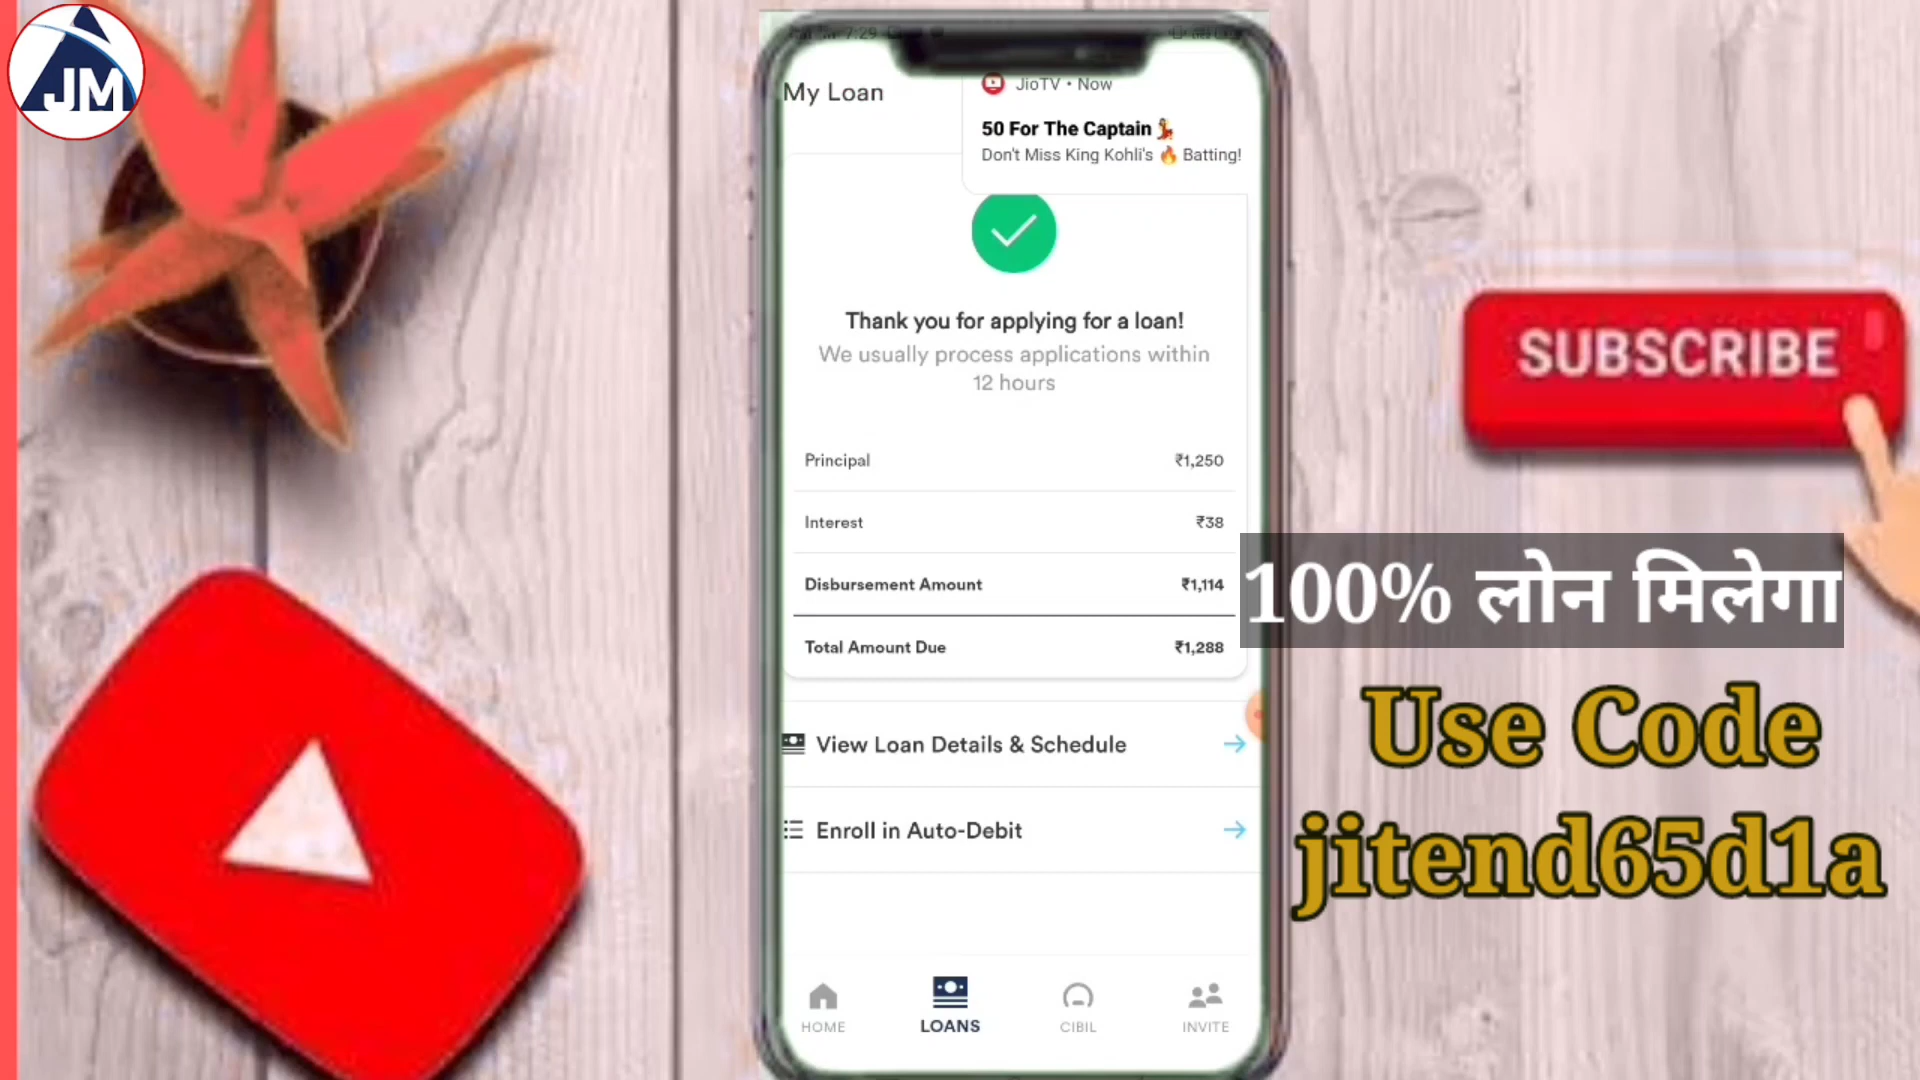 JM
7:29
My Loan
JioTV • Now
50 For The Captain💃
Don't Miss King Kohli's 🔥 Batting!
Thank you for applying for a loan!
We usually process applications within
12 hours
Principal ₹1,250
Interest ₹38
Disbursement Amount ₹1,114
Total Amount Due ₹1,288
View Loan Details & Schedule
Enroll in Auto-Debit
HOME LOANS CIBIL INVITE
SUBSCRIBE
100% लोन मिलेगा
Use Code
jitend65d1a